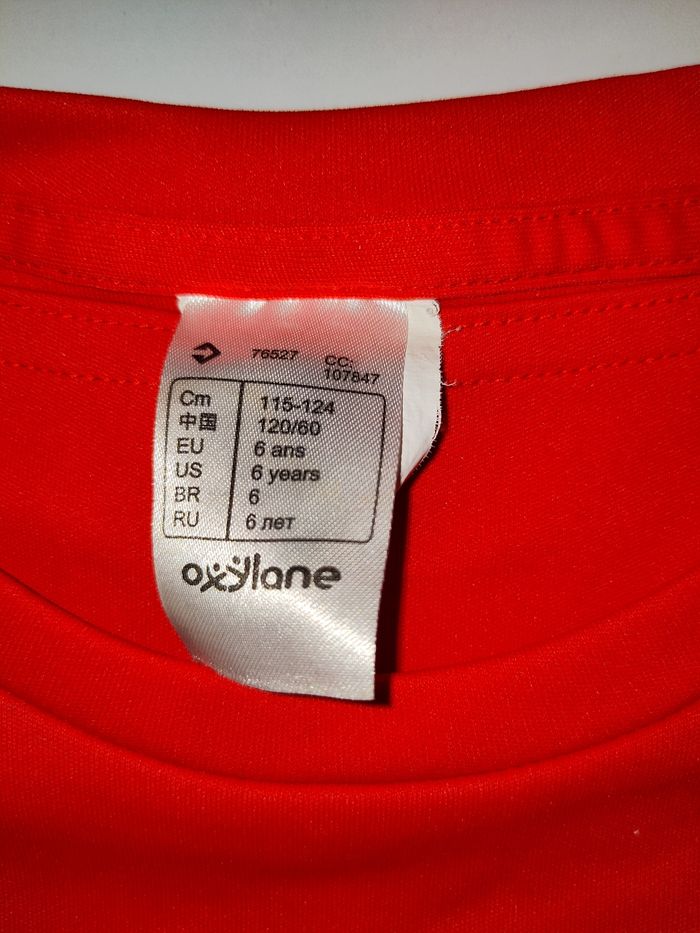 76527 CC:
107847
Cm 115-124
中国 120/60
EU 6 ans
US 6 years
BR 6
RU 6 лет
oxylane